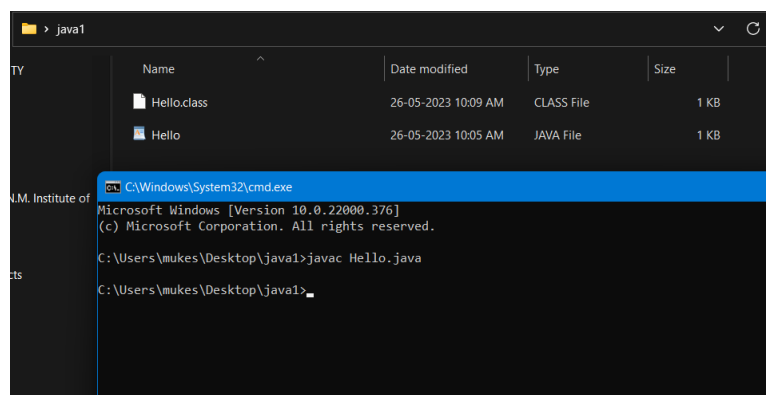 > java1
TY
Name Date modified Type Size
Hello.class 26-05-2023 10:09 AM CLASS File 1 KB
Hello 26-05-2023 10:05 AM JAVA File 1 KB
N.M. Institute of
cts
C:\Windows\System32\cmd.exe
Microsoft Windows [Version 10.0.22000.376]
(c) Microsoft Corporation. All rights reserved.
C:\Users\mukes\Desktop\java1>javac Hello.java
C:\Users\mukes\Desktop\java1>